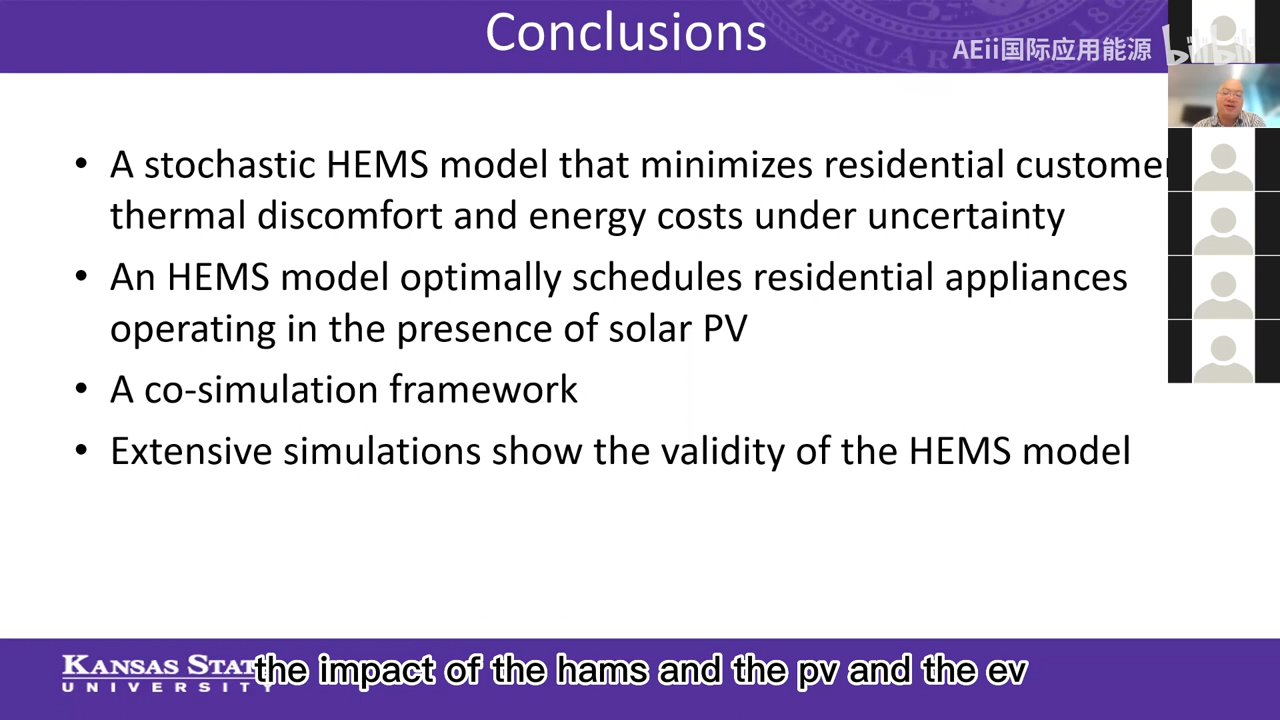 Conclusions
AEii国际应用能源 bilibili
• A stochastic HEMS model that minimizes residential customer
thermal discomfort and energy costs under uncertainty
• An HEMS model optimally schedules residential appliances
operating in the presence of solar PV
• A co-simulation framework
• Extensive simulations show the validity of the HEMS model
KANSAS STAT
UNIVERSITY
the impact of the hams and the pv and the ev